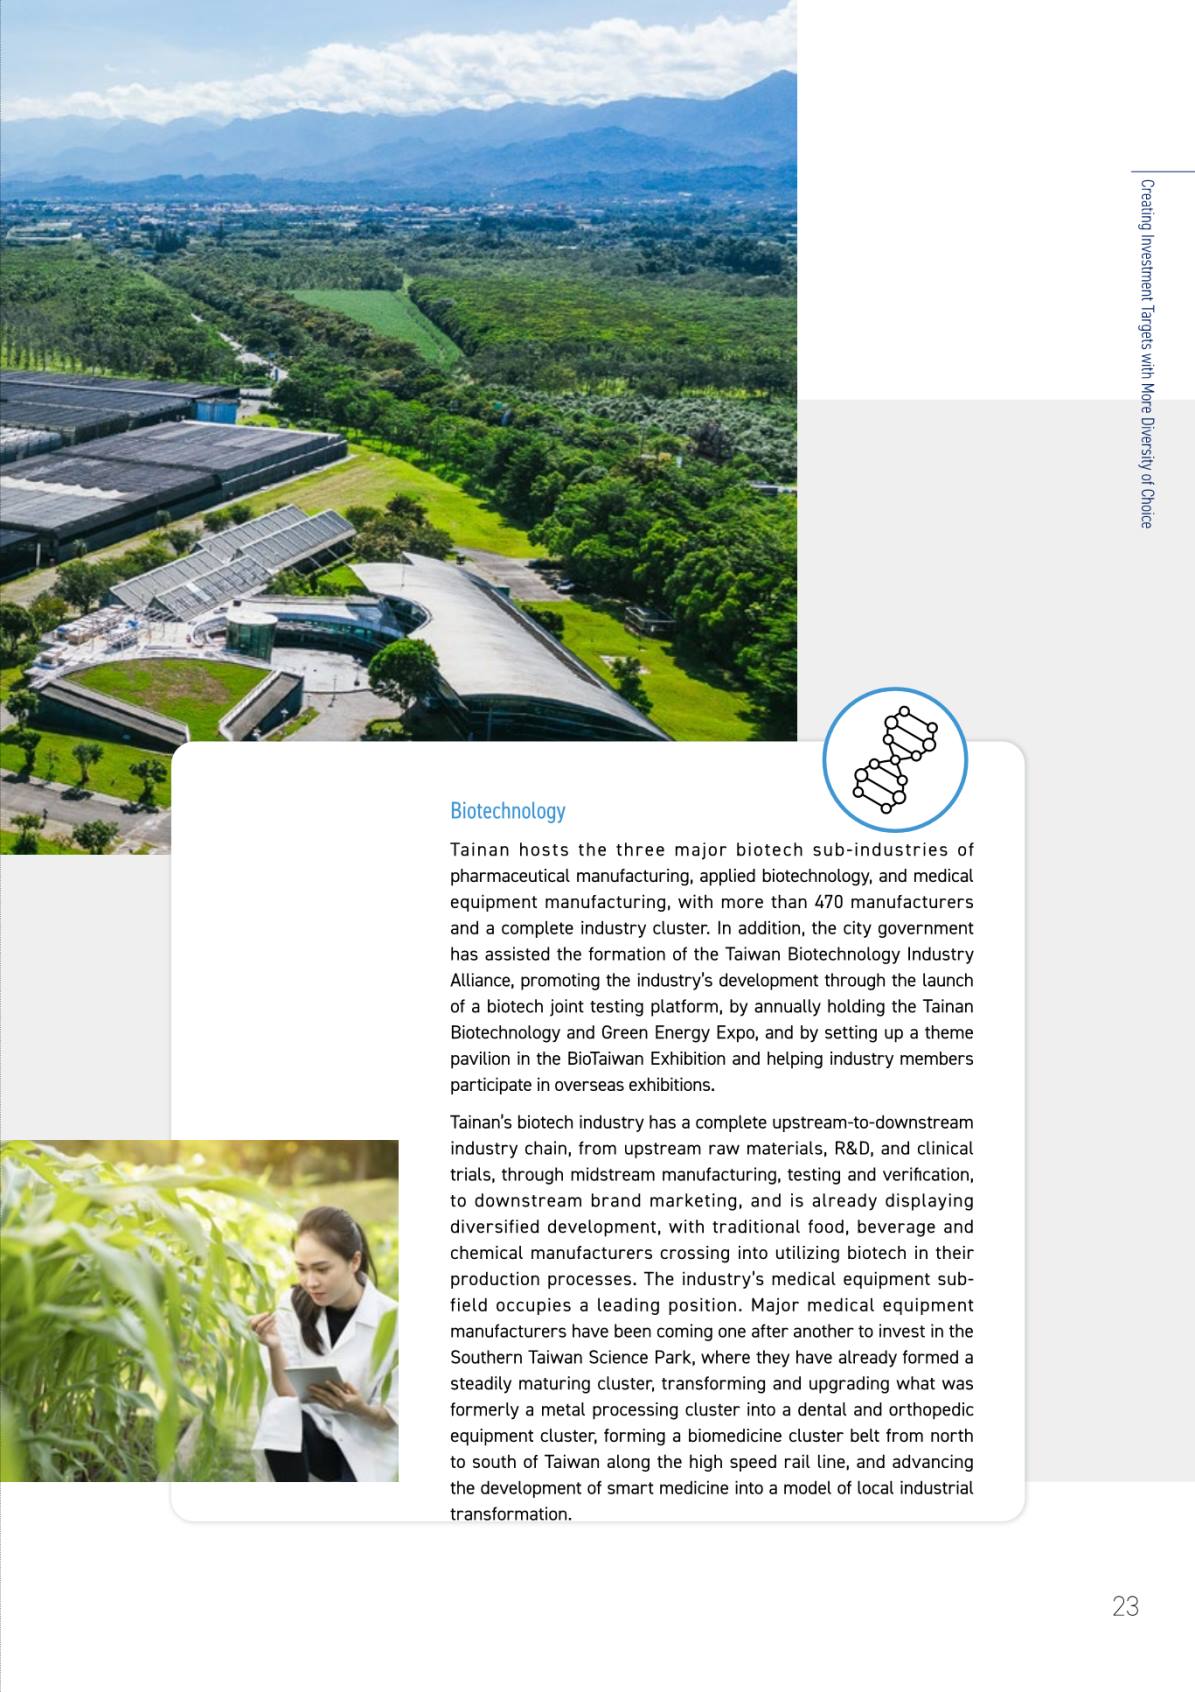 Creating Investment Targets with More Diversity of Choice
Biotechnology
Tainan hosts the three major biotech sub-industries of
pharmaceutical manufacturing, applied biotechnology, and medical
equipment manufacturing, with more than 470 manufacturers
and a complete industry cluster. In addition, the city government
has assisted the formation of the Taiwan Biotechnology Industry
Alliance, promoting the industry's development through the launch
of a biotech joint testing platform, by annually holding the Tainan
Biotechnology and Green Energy Expo, and by setting up a theme
pavilion in the BioTaiwan Exhibition and helping industry members
participate in overseas exhibitions.
Tainan's biotech industry has a complete upstream-to-downstream
industry chain, from upstream raw materials, R&D, and clinical
trials, through midstream manufacturing, testing and verification,
to downstream brand marketing, and is already displaying
diversified development, with traditional food, beverage and
chemical manufacturers crossing into utilizing biotech in their
production processes. The industry's medical equipment sub-
field occupies a leading position. Major medical equipment
manufacturers have been coming one after another to invest in the
Southern Taiwan Science Park, where they have already formed a
steadily maturing cluster, transforming and upgrading what was
formerly a metal processing cluster into a dental and orthopedic
equipment cluster, forming a biomedicine cluster belt from north
to south of Taiwan along the high speed rail line, and advancing
the development of smart medicine into a model of local industrial
transformation.
23